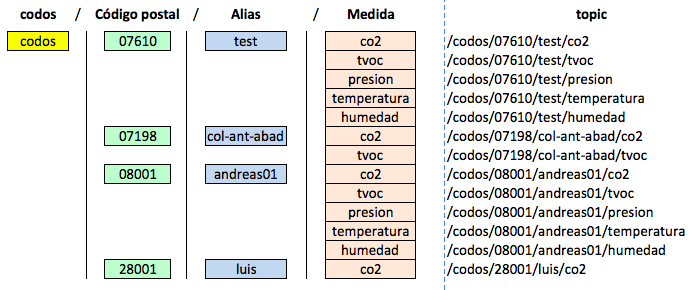 codos / Código postal / Alias / Medida topic
codos 07610 test co2 /codos/07610/test/co2
tvoc /codos/07610/test/tvoc
presion /codos/07610/test/presion
temperatura /codos/07610/test/temperatura
humedad /codos/07610/test/humedad
07198 col-ant-abad co2 /codos/07198/col-ant-abad/co2
tvoc /codos/07198/col-ant-abad/tvoc
08001 andreas01 co2 /codos/08001/andreas01/co2
tvoc /codos/08001/andreas01/tvoc
presion /codos/08001/andreas01/presion
temperatura /codos/08001/andreas01/temperatura
humedad /codos/08001/andreas01/humedad
28001 luis co2 /codos/28001/luis/co2